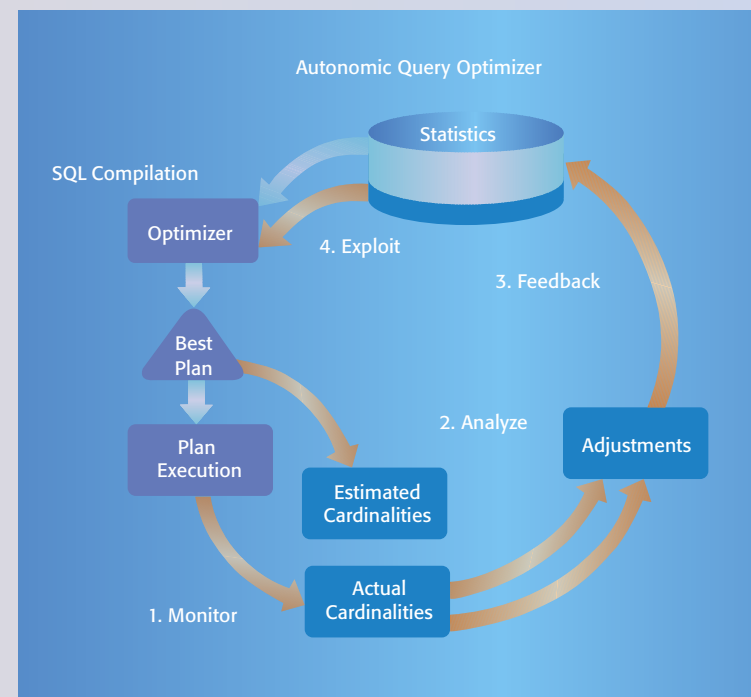 Autonomic Query Optimizer
Statistics
SQL Compilation
Optimizer
4. Exploit
3. Feedback
Best
Plan
2. Analyze
Adjustments
Plan
Execution
Estimated
Cardinalities
Actual
Cardinalities
1. Monitor